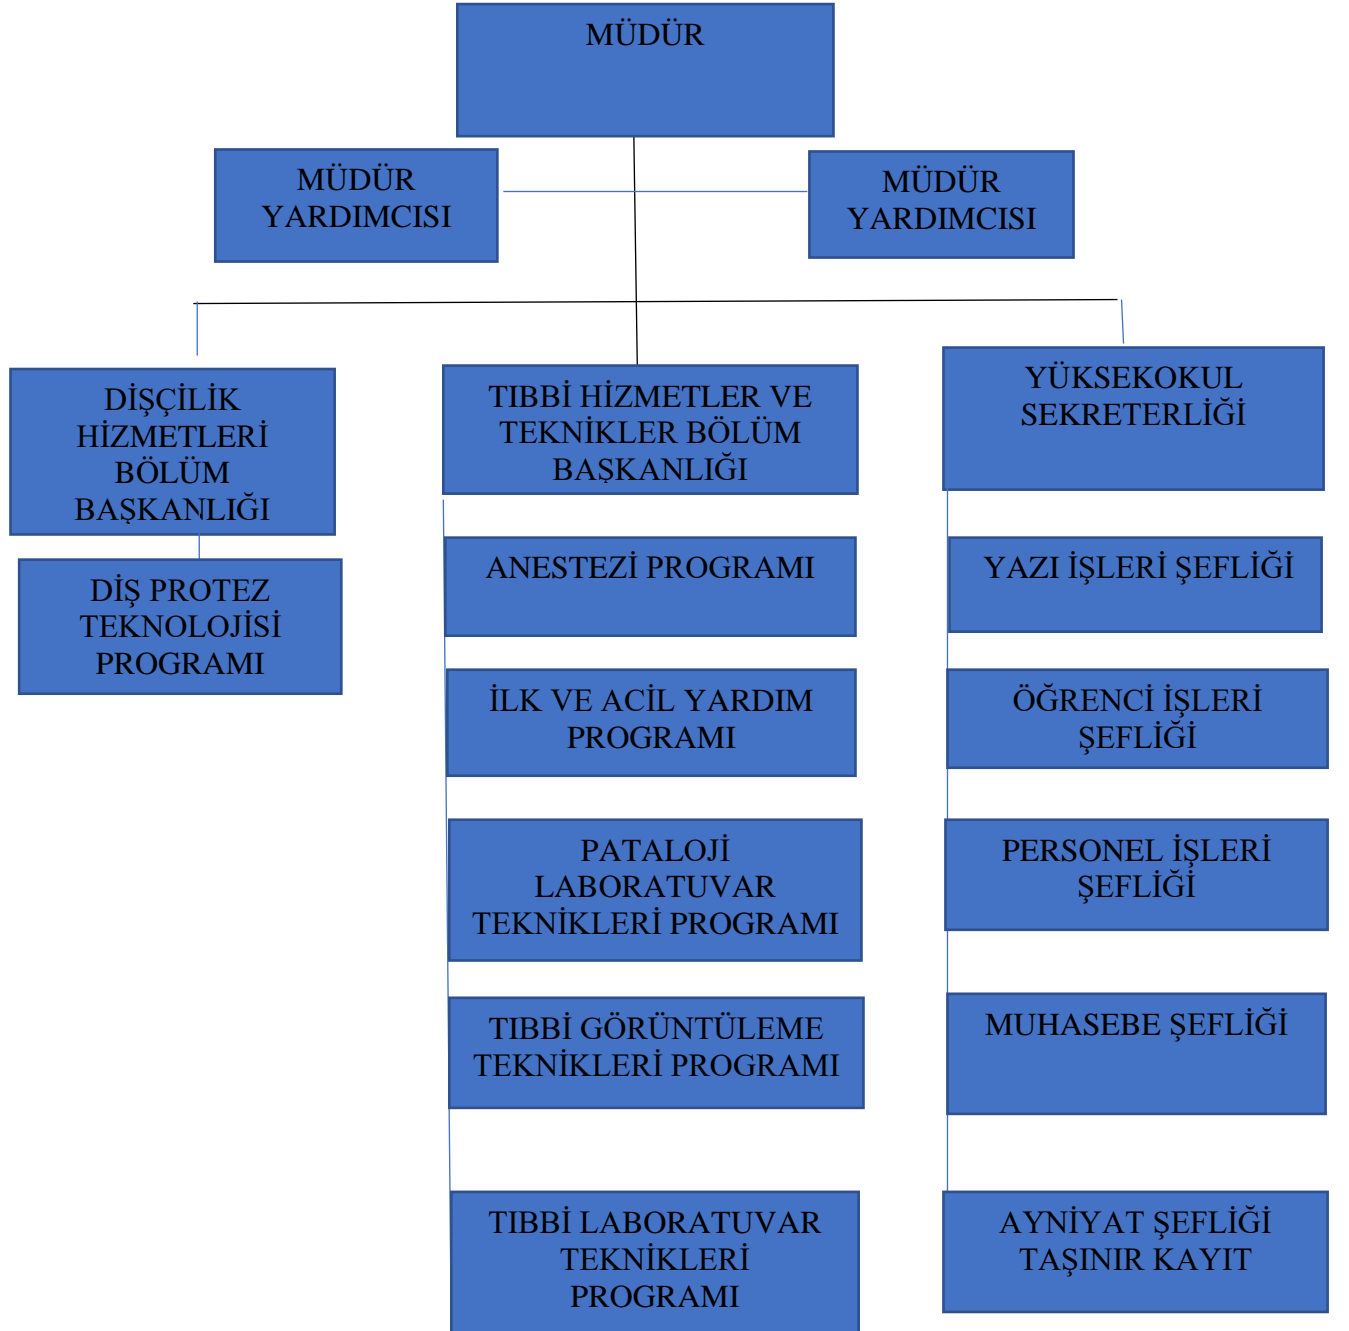 MÜDÜR
MÜDÜR
YARDIMCISI
MÜDÜR
YARDIMCISI
DİŞÇİLİK
HİZMETLERİ
BÖLÜM
BAŞKANLIĞI
DİŞ PROTEZ
TEKNOLOJİSİ
PROGRAMI
TIBBİ HİZMETLER VE
TEKNİKLER BÖLÜM
BAŞKANLIĞI
ANESTEZİ PROGRAMI
İLK VE ACİL YARDIM
PROGRAMI
PATALOJİ
LABORATUVAR
TEKNİKLERİ PROGRAMI
TIBBİ GÖRÜNTÜLEME
TEKNİKLERİ PROGRAMI
TIBBİ LABORATUVAR
TEKNİKLERİ
PROGRAMI
YÜKSEKOKUL
SEKRETERLİĞİ
YAZI İŞLERİ ŞEFLİĞİ
ÖĞRENCİ İŞLERİ
ŞEFLİĞİ
PERSONEL İŞLERİ
ŞEFLİĞİ
MUHASEBE ŞEFLİĞİ
AYNİYAT ŞEFLİĞİ
TAŞINIR KAYIT